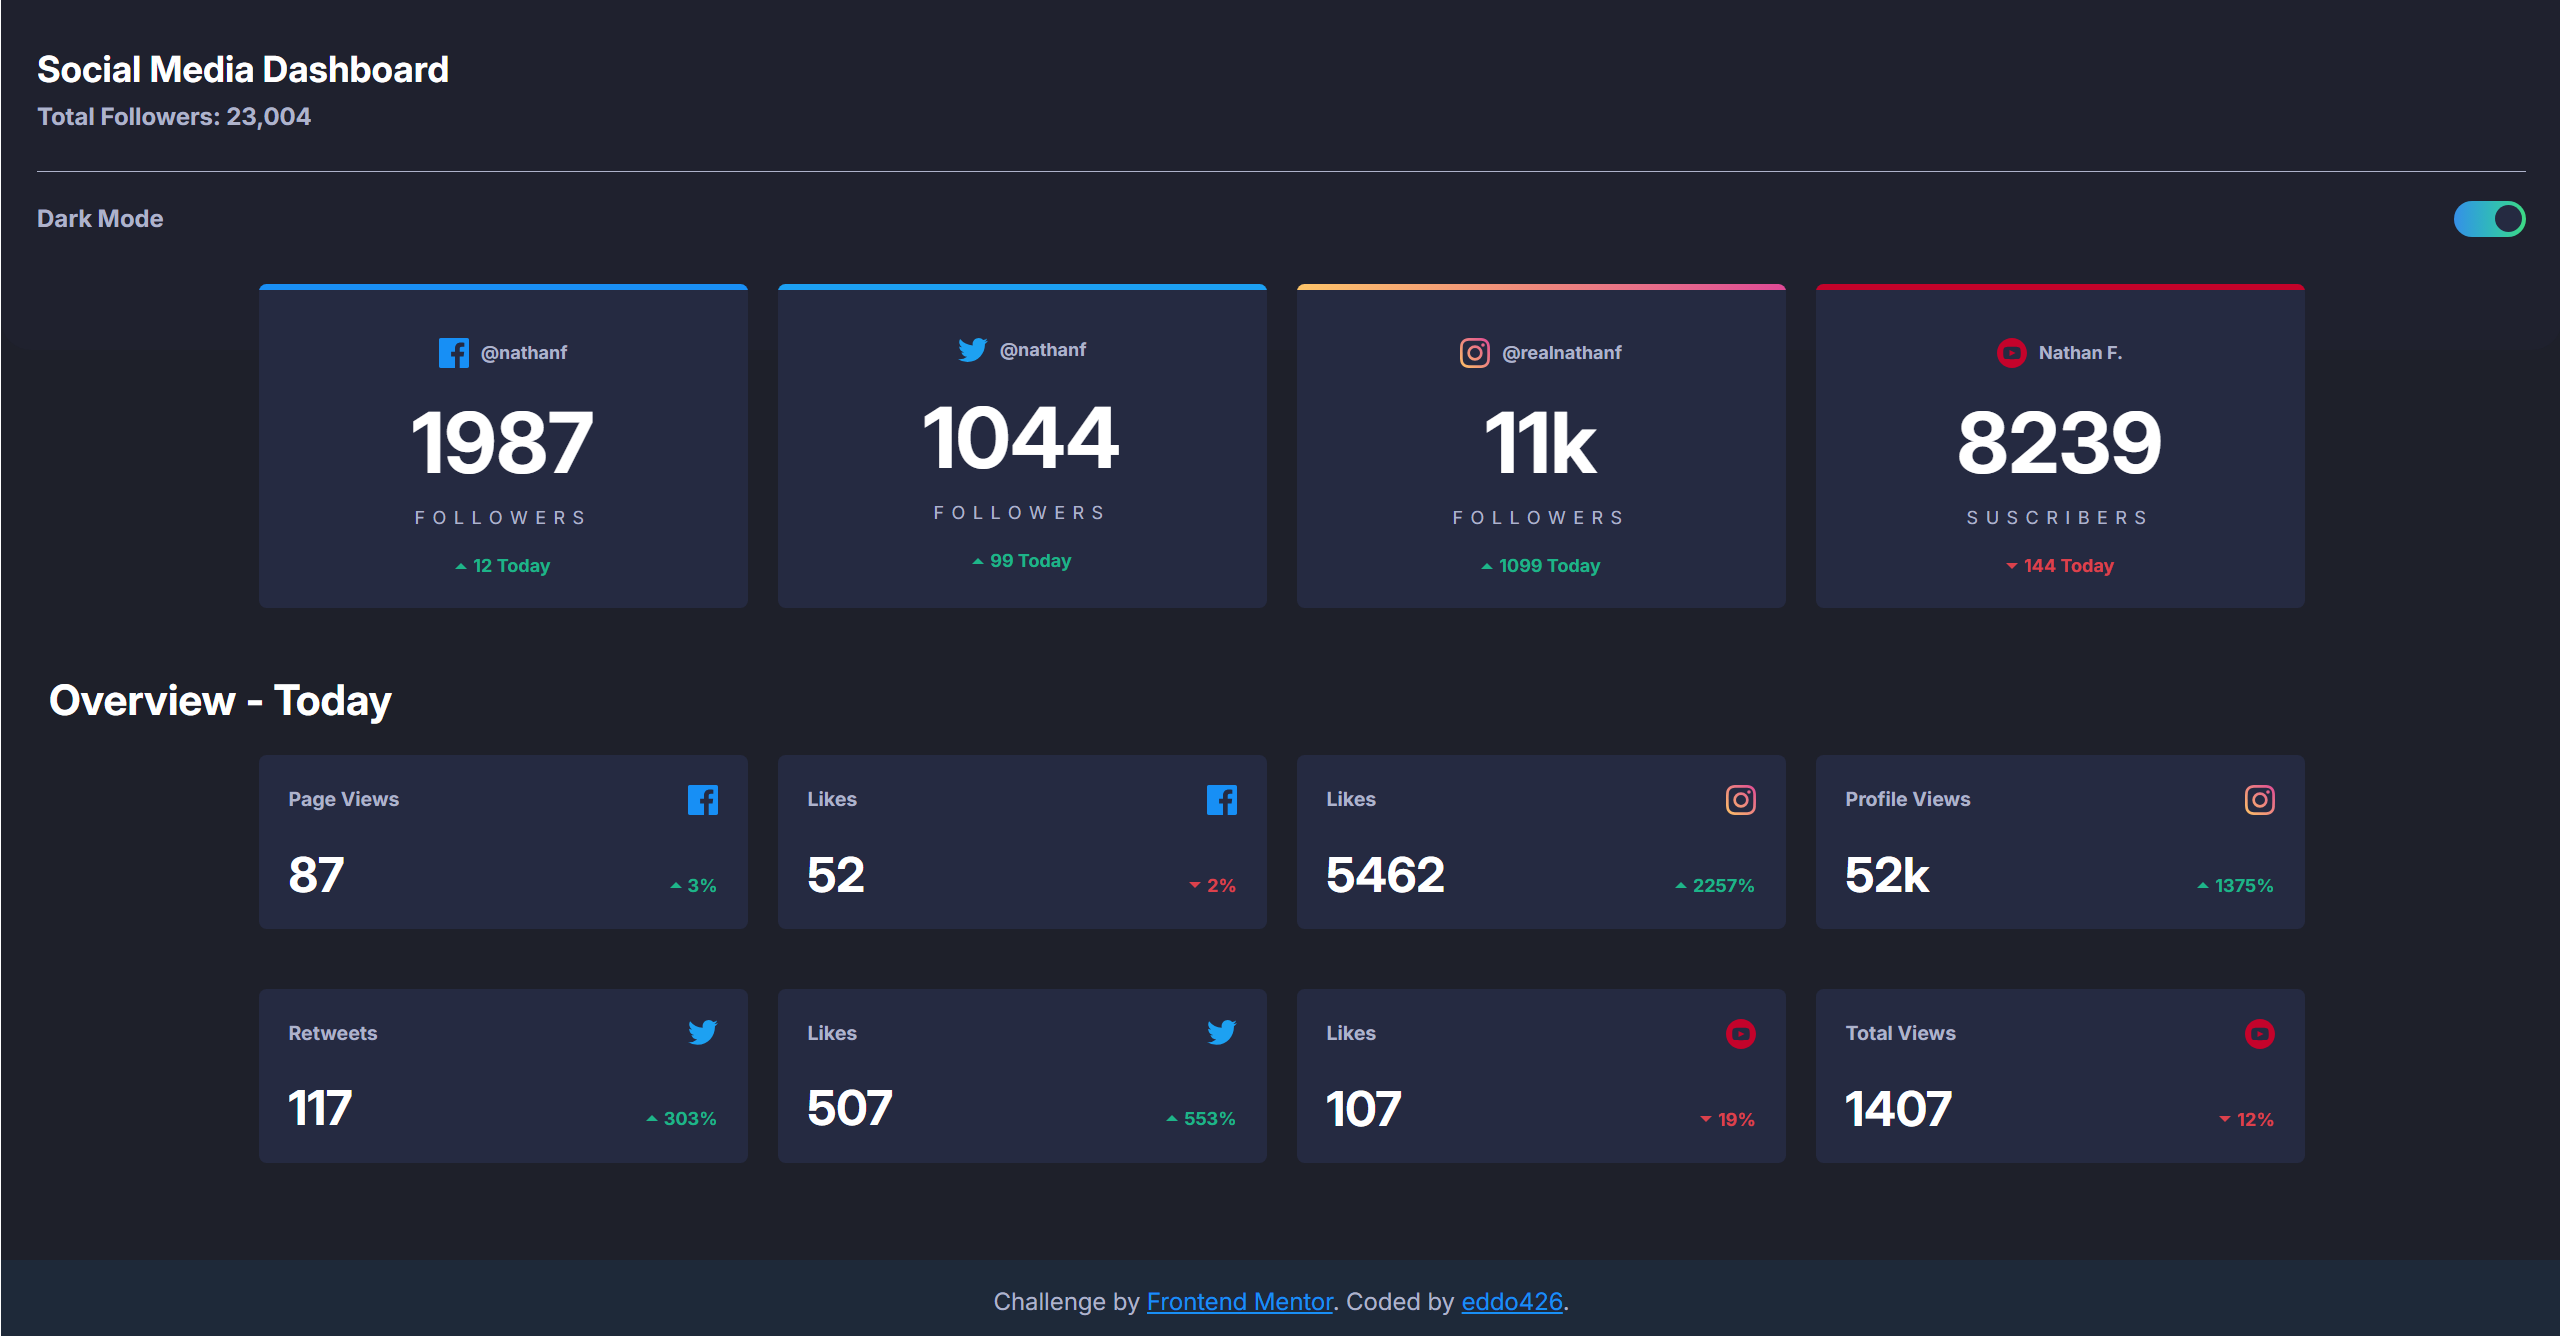 Social Media Dashboard
Total Followers: 23,004
Dark Mode
@nathanf
1987
FOLLOWERS
12 Today
@nathanf
1044
FOLLOWERS
99 Today
@realnathanf
11k
FOLLOWERS
1099 Today
Nathan F.
8239
SUSCRIBERS
144 Today
Overview - Today
Page Views
87
3%
Likes
52
2%
Likes
5462
2257%
Profile Views
52k
1375%
Retweets
117
303%
Likes
507
553%
Likes
107
19%
Total Views
1407
12%
Challenge by Frontend Mentor. Coded by eddo426.